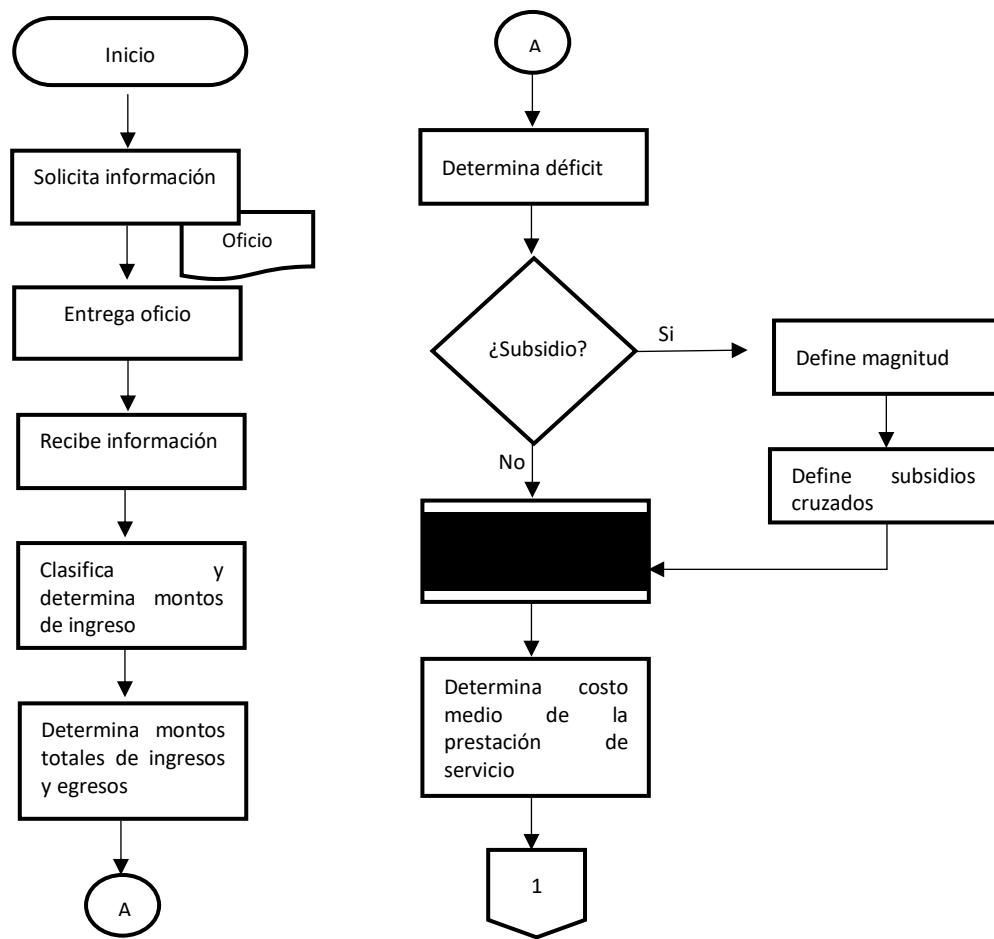 Inicio
Solicita información
Oficio
Entrega oficio
Recibe información
Clasifica y
determina montos
de ingreso
Determina montos
totales de ingresos
y egresos
A
A
Determina déficit
¿Subsidio?
Si
No
Define magnitud
Define subsidios
cruzados
Determina costo
medio de la
prestación de
servicio
1